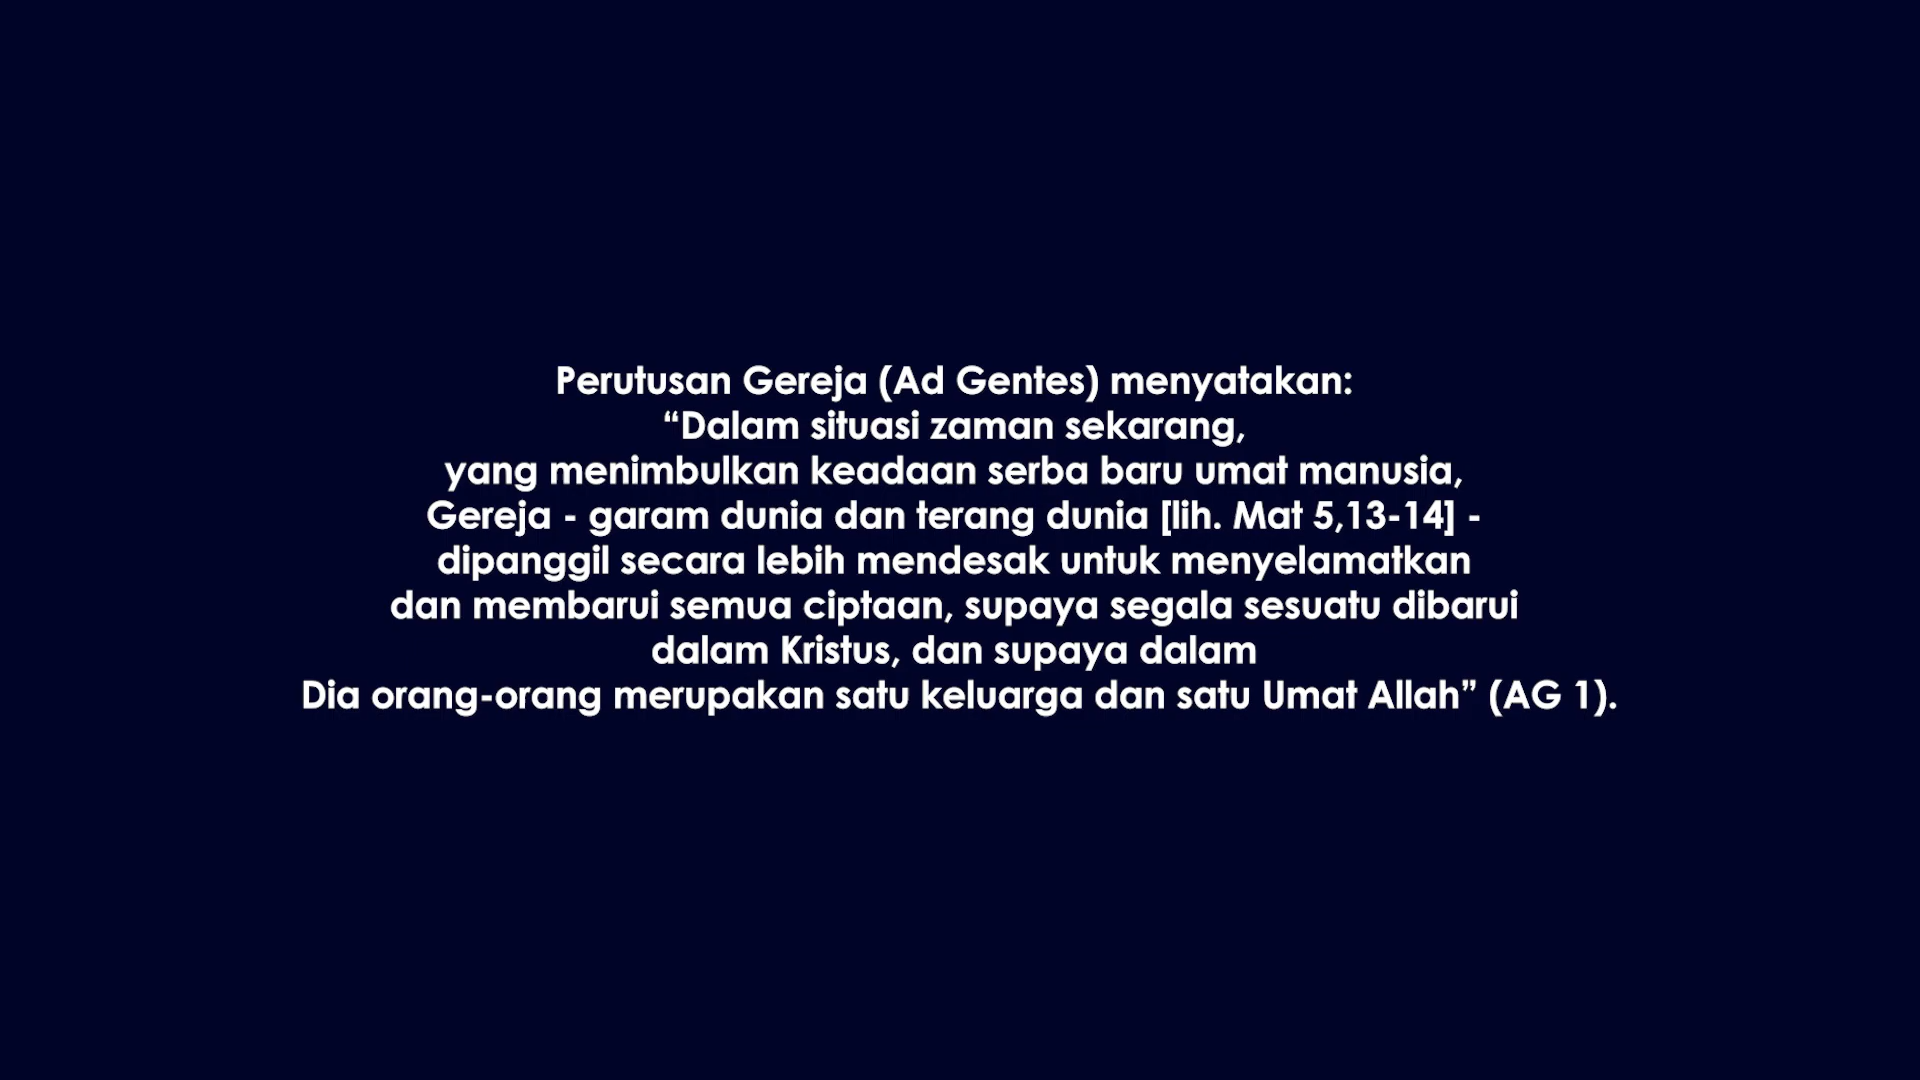 Perutusan Gereja (Ad Gentes) menyatakan:
“Dalam situasi zaman sekarang,
yang menimbulkan keadaan serba baru umat manusia,
Gereja - garam dunia dan terang dunia [lih. Mat 5,13-14] -
dipanggil secara lebih mendesak untuk menyelamatkan
dan membarui semua ciptaan, supaya segala sesuatu dibarui
dalam Kristus, dan supaya dalam
Dia orang-orang merupakan satu keluarga dan satu Umat Allah” (AG 1).